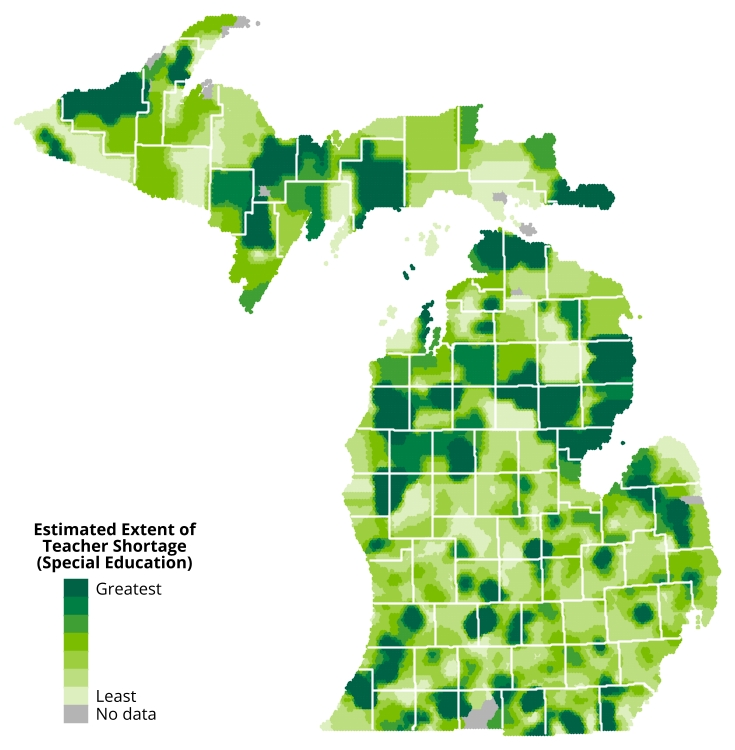 Estimated Extent of
Teacher Shortage
(Special Education)
Greatest
Least
No data